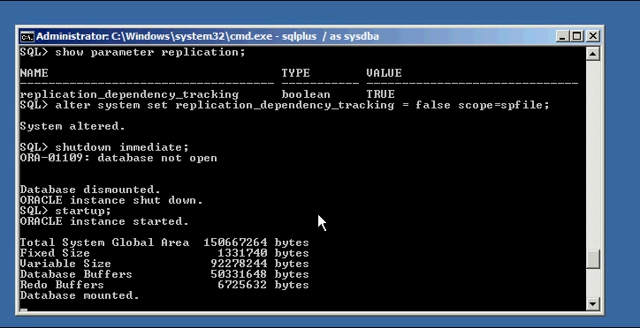 Administrator: C:\Windows\system32\cmd.exe - sqlplus / as sysdba
SQL> show parameter replication;
NAME TYPE VALUE
------------------------------------ ----------- ------------------------------
replication_dependency_tracking boolean TRUE
SQL> alter system set replication_dependency_tracking = false scope=spfile;
System altered.
SQL> shutdown immediate;
ORA-01109: database not open
Database dismounted.
ORACLE instance shut down.
SQL> startup;
ORACLE instance started.
Total System Global Area 150667264 bytes
Fixed Size 1331740 bytes
Variable Size 92278244 bytes
Database Buffers 50331648 bytes
Redo Buffers 6725632 bytes
Database mounted.